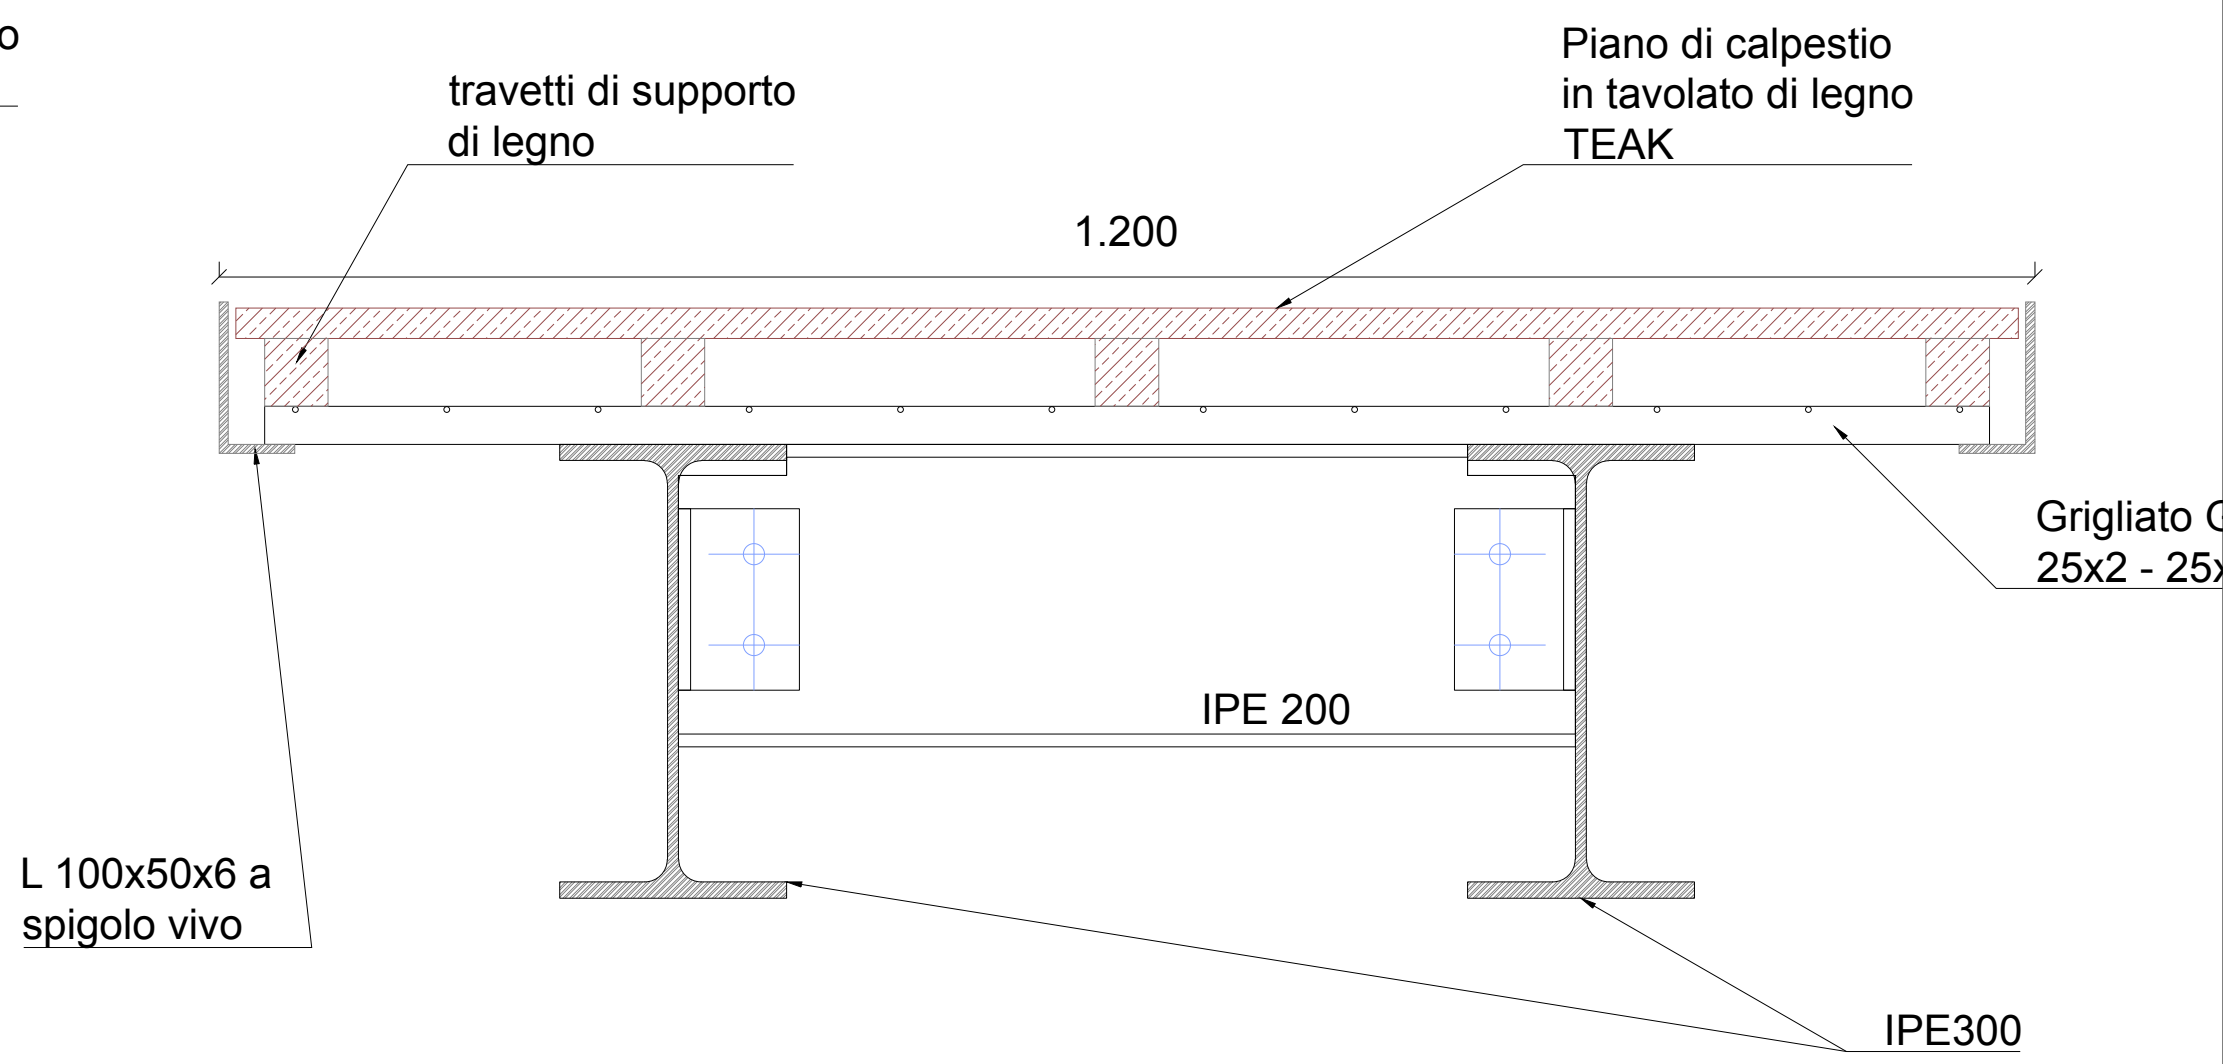 travetti di supporto
di legno
Piano di calpestio
in tavolato di legno
TEAK
1.200
Grigliato
25x2 - 25x
IPE 200
L 100x50x6 a
spigolo vivo
IPE300